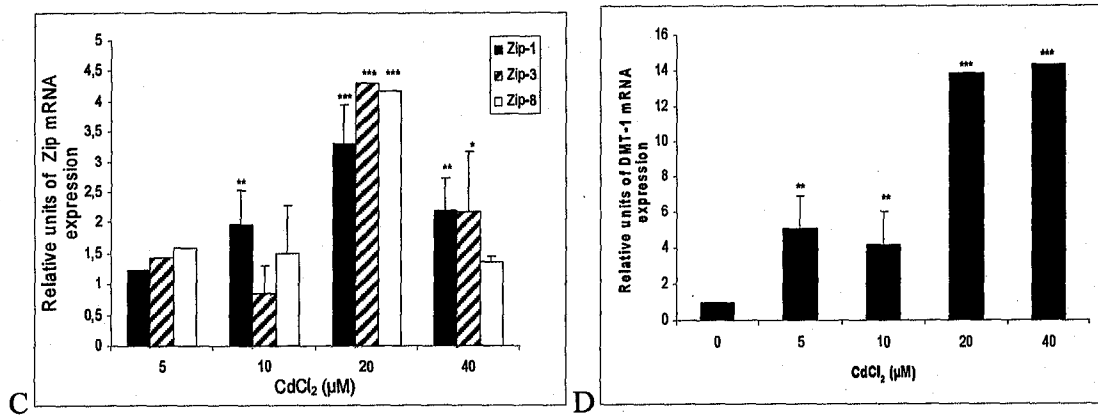 Relative units of Zip mRNA
expression
5
4,5
4
3,5
3
2,5
2
1,5
1
0,5
0
**
***
***
***
**
*
Zip-1
Zip-3
Zip-8
5 10 20 40
CdCl2 (µM)
C
Relative units of DMT-1 mRNA
expression
16
14
12
10
8
6
4
2
0
**
**
***
***
0 5 10 20 40
CdCl2 (µM)
D